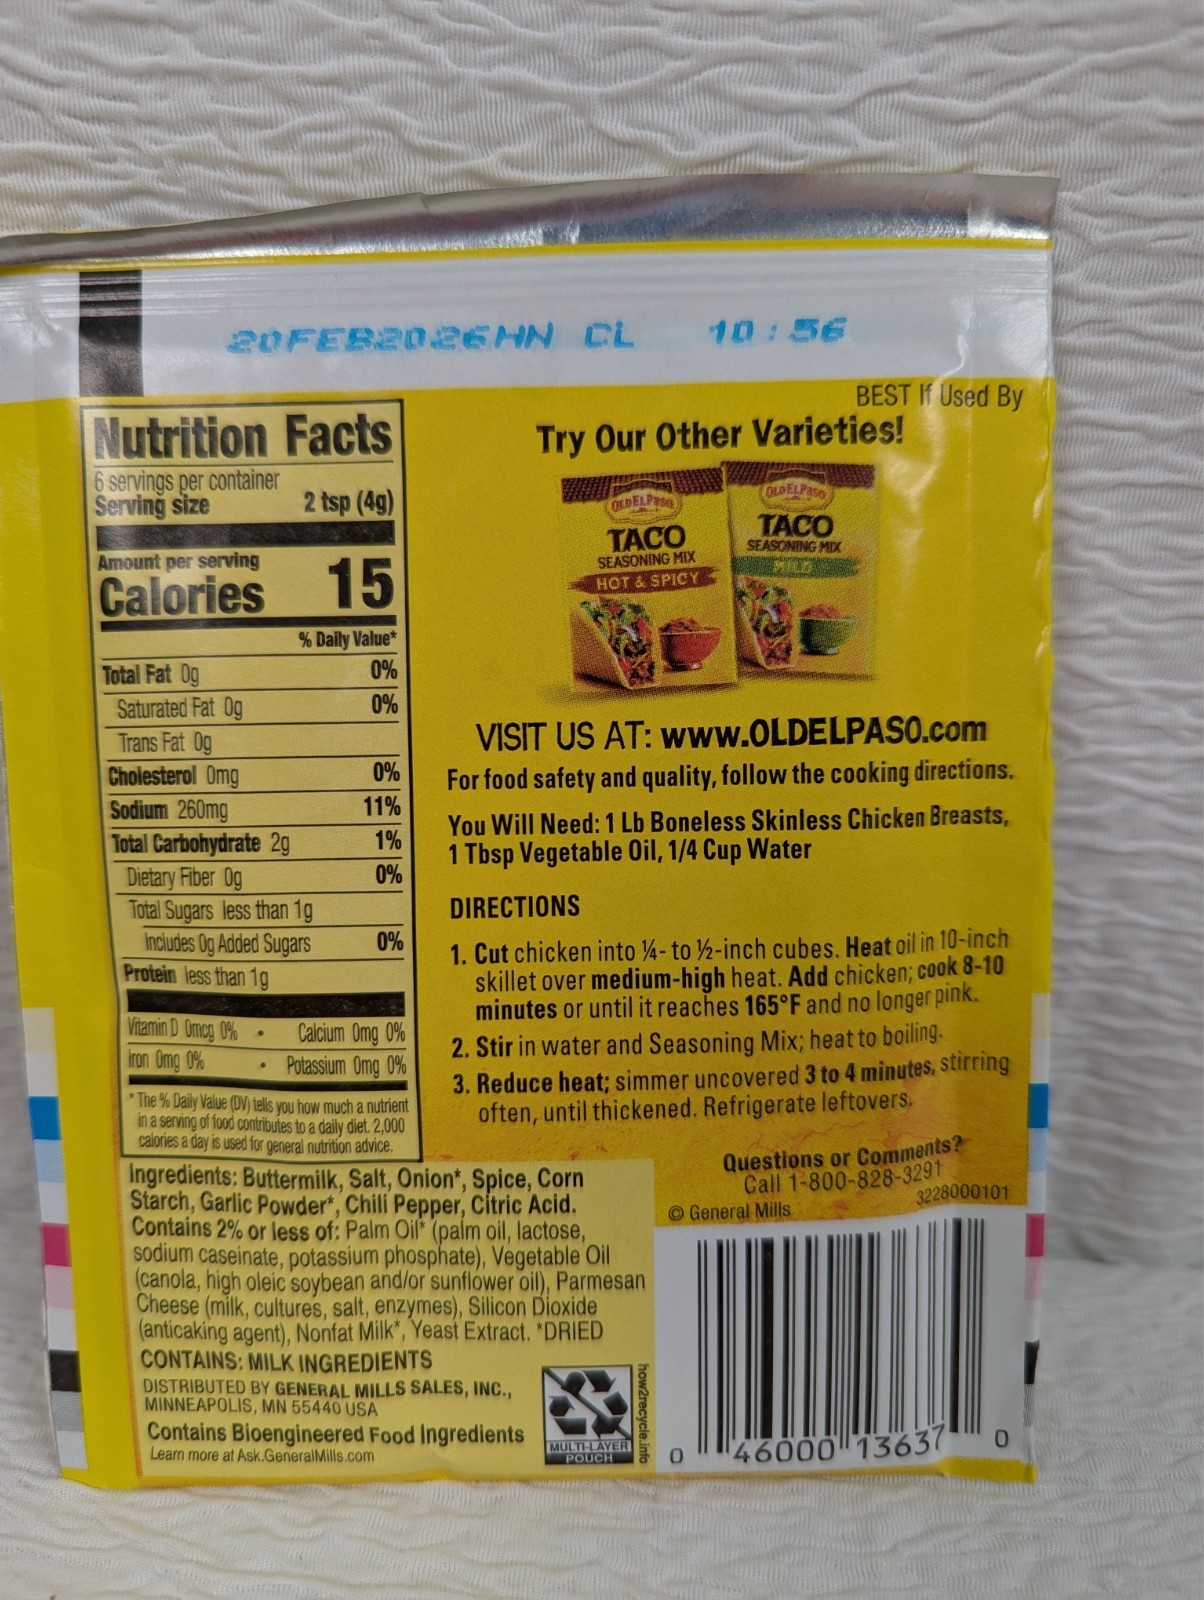 20FEB2026HN CL 10:56
BEST If Used By
Nutrition Facts
6 servings per container
Serving size 2 tsp (4g)
Amount per serving
Calories 15
% Daily Value*
Total Fat 0g 0%
Saturated Fat 0g 0%
Trans Fat 0g
Cholesterol 0mg 0%
Sodium 260mg 11%
Total Carbohydrate 2g 1%
Dietary Fiber 0g 0%
Total Sugars less than 1g
Includes 0g Added Sugars 0%
Protein less than 1g
Vitamin D 0mcg 0% • Calcium 0mg 0%
Iron 0mg 0% • Potassium 0mg 0%
* The % Daily Value (DV) tells you how much a nutrient
in a serving of food contributes to a daily diet. 2,000
calories a day is used for general nutrition advice.
Ingredients: Buttermilk, Salt, Onion*, Spice, Corn
Starch, Garlic Powder*, Chili Pepper, Citric Acid.
Contains 2% or less of: Palm Oil* (palm oil, lactose,
sodium caseinate, potassium phosphate), Vegetable Oil
(canola, high oleic soybean and/or sunflower oil), Parmesan
Cheese (milk, cultures, salt, enzymes), Silicon Dioxide
(anticaking agent), Nonfat Milk*, Yeast Extract. *DRIED
CONTAINS: MILK INGREDIENTS
DISTRIBUTED BY GENERAL MILLS SALES, INC.,
MINNEAPOLIS, MN 55440 USA
Contains Bioengineered Food Ingredients
Learn more at Ask.GeneralMills.com
MULTI-LAYER
POUCH
how2recycle.info
Try Our Other Varieties!
OLD EL PASO
TACO
SEASONING MIX
HOT & SPICY
OLD EL PASO
TACO
SEASONING MIX
MILD
VISIT US AT: www.OLDELPASO.com
For food safety and quality, follow the cooking directions.
You Will Need: 1 Lb Boneless Skinless Chicken Breasts,
1 Tbsp Vegetable Oil, 1/4 Cup Water
DIRECTIONS
1. Cut chicken into ¼- to ½-inch cubes. Heat oil in 10-inch
skillet over medium-high heat. Add chicken; cook 8-10
minutes or until it reaches 165°F and no longer pink.
2. Stir in water and Seasoning Mix; heat to boiling.
3. Reduce heat; simmer uncovered 3 to 4 minutes, stirring
often, until thickened. Refrigerate leftovers.
Questions or Comments?
Call 1-800-828-3291
3228000101
© General Mills
0 46000 13637 0